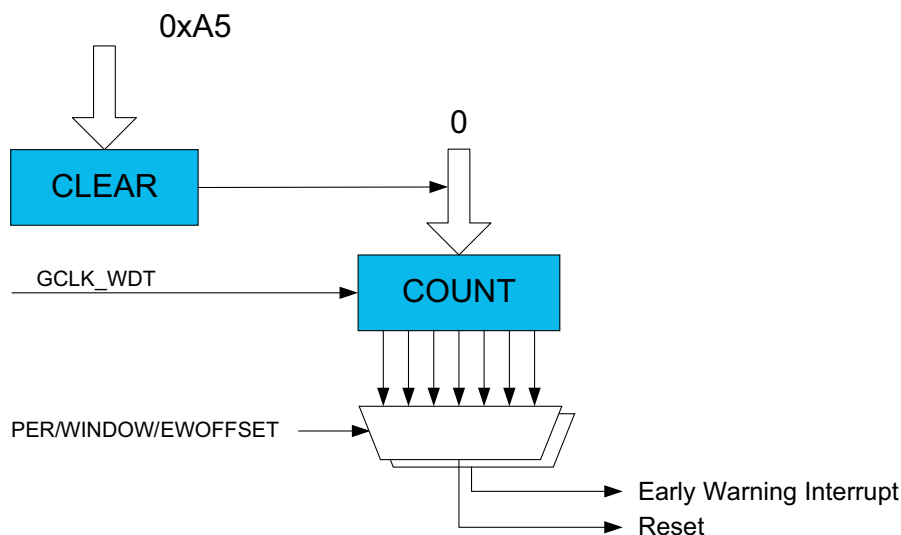 0xA5
0
CLEAR
GCLK_WDT
COUNT
PER/WINDOW/EWOFFSET
Early Warning Interrupt
Reset